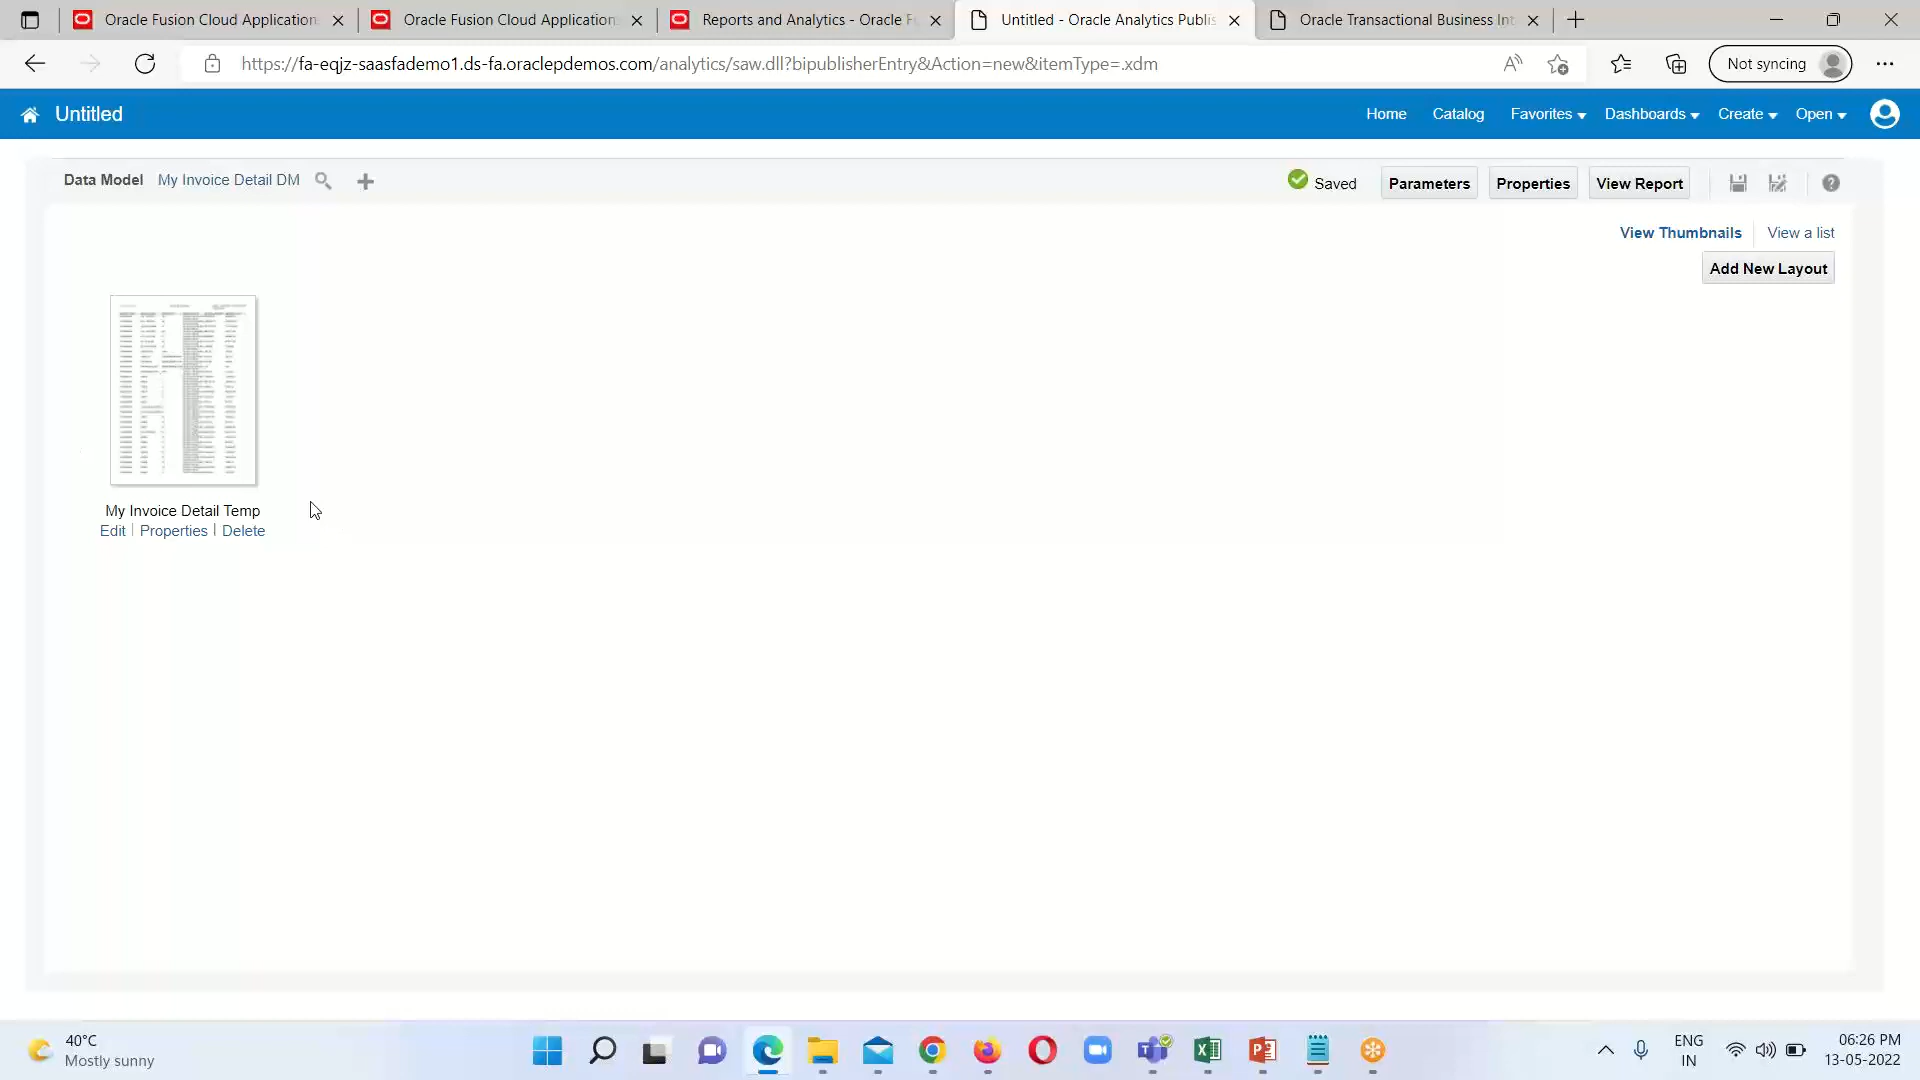 Oracle Fusion Cloud Application
Oracle Fusion Cloud Application
Reports and Analytics - Oracle F
Untitled - Oracle Analytics Publis
Oracle Transactional Business Int
https://fa-eqjz-saasfademo1.ds-fa.oraclepdemos.com/analytics/saw.dll?bipublisherEntry&Action=new&itemType=.xdm
Not syncing
Untitled
Home
Catalog
Favorites
Dashboards
Create
Open
Data Model
My Invoice Detail DM
Saved
Parameters
Properties
View Report
View Thumbnails
View a list
Add New Layout
My Invoice Detail Temp
Edit | Properties | Delete
40°C
Mostly sunny
ENG
IN
06:26 PM
13-05-2022